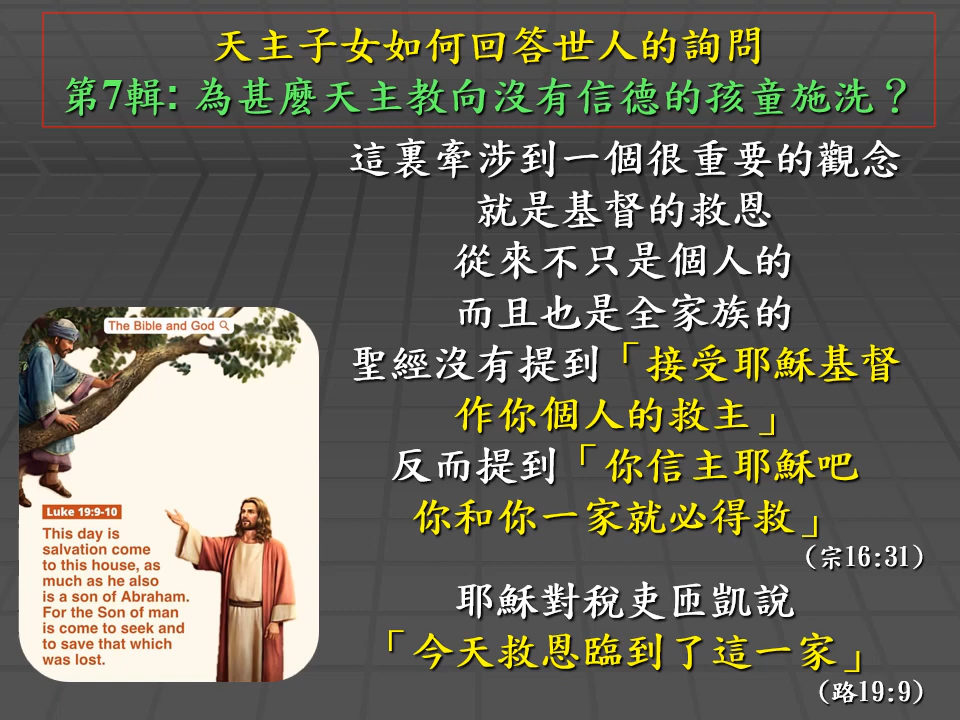 天主子女如何回答世人的詢問
第7輯: 為甚麼天主教向沒有信德的孩童施洗？
這裏牽涉到一個很重要的觀念
就是基督的救恩
從來不只是個人的
而且也是全家族的
聖經沒有提到「接受耶穌基督
作你個人的救主」
反而提到「你信主耶穌吧
你和你一家就必得救」
(宗16:31)
耶穌對稅吏匝凱說
「今天救恩臨到了這一家」
(路19:9)
The Bible and God
Luke 19:9-10
This day is
salvation come
to this house, as
much as he also
is a son of Abraham.
For the Son of man
is come to seek and
to save that which
was lost.